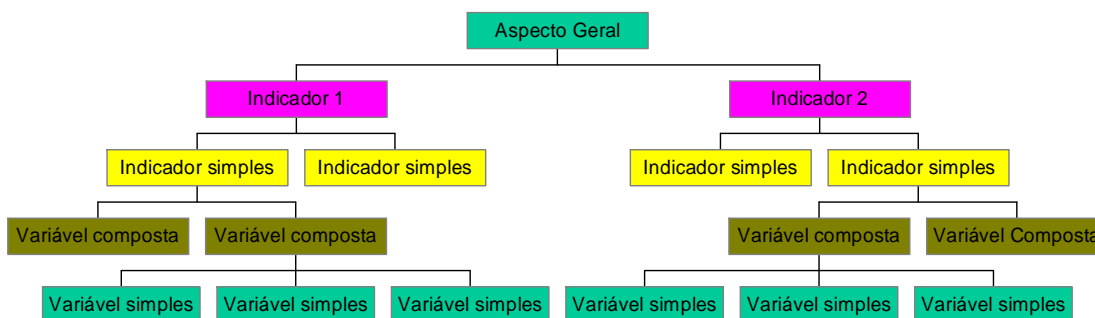 Aspecto Geral
Indicador 1
Indicador 2
Indicador simples
Indicador simples
Indicador simples
Indicador simples
Variável composta
Variável composta
Variável composta
Variável Composta
Variável simples
Variável simples
Variável simples
Variável simples
Variável simples
Variável simples